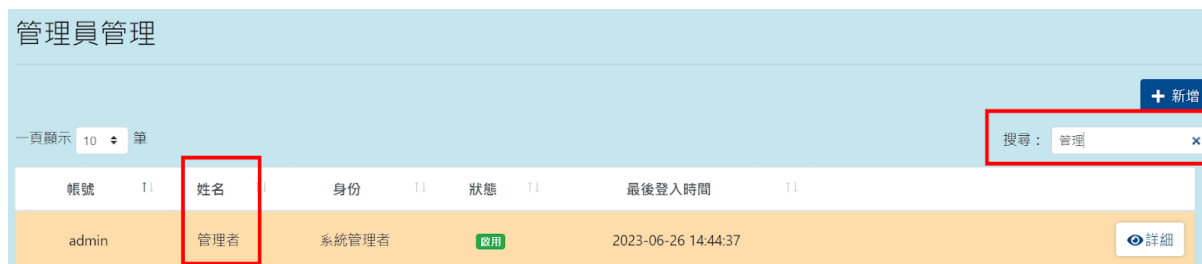 管理員管理
+ 新增
一頁顯示 10 筆 搜尋： 管理 ×
帳號 姓名 身份 狀態 最後登入時間
admin 管理者 系統管理者 啟用 2023-06-26 14:44:37 詳細